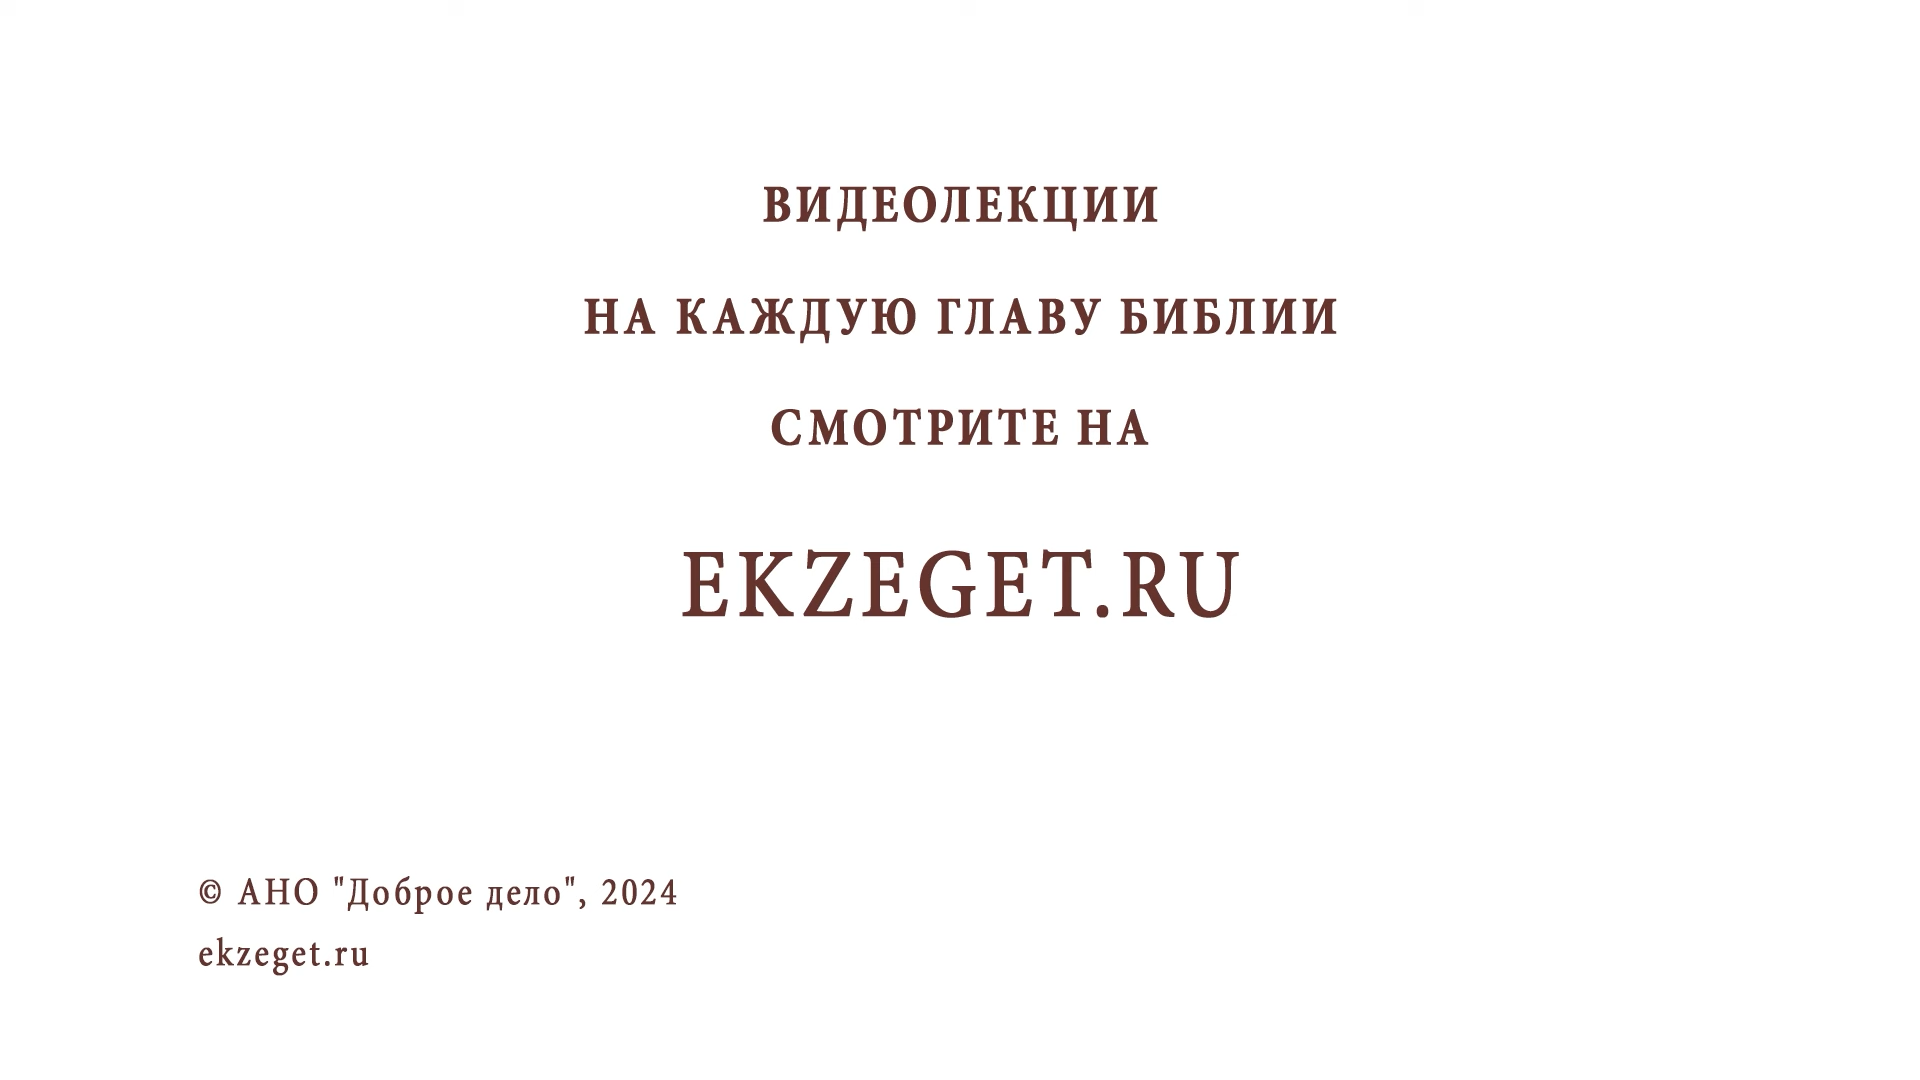 ВИДЕОЛЕКЦИИ
НА КАЖДУЮ ГЛАВУ БИБЛИИ
СМОТРИТЕ НА
EKZEGET.RU
© АНО "Доброе дело", 2024
ekzeget.ru